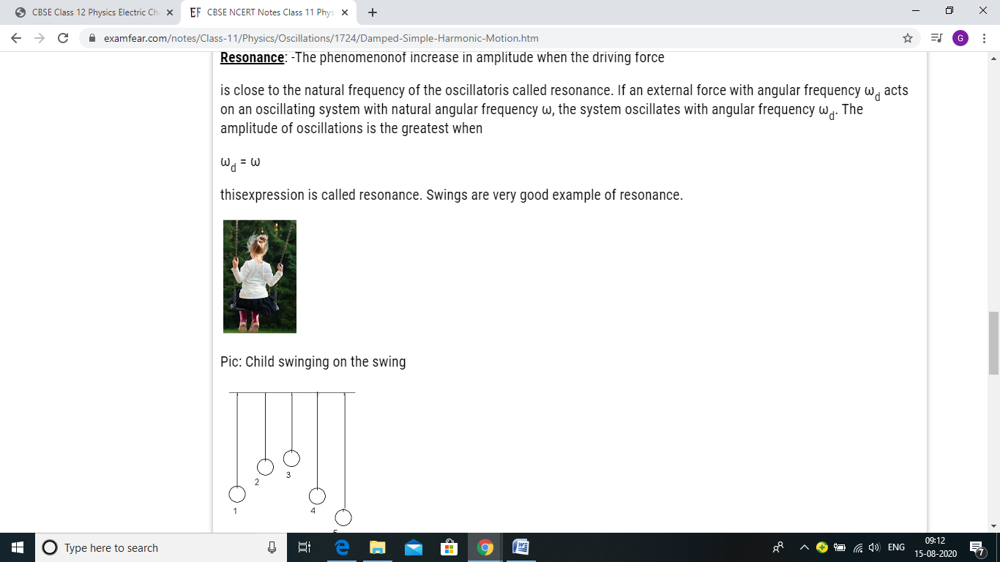 CBSE Class 12 Physics Electric Ch
CBSE NCERT Notes Class 11 Phys
examfear.com/notes/Class-11/Physics/Oscillations/1724/Damped-Simple-Harmonic-Motion.htm
G
Resonance: -The phenomenonof increase in amplitude when the driving force
is close to the natural frequency of the oscillatoris called resonance. If an external force with angular frequency ωd acts
on an oscillating system with natural angular frequency ω, the system oscillates with angular frequency ωd. The
amplitude of oscillations is the greatest when
ωd = ω
thisexpression is called resonance. Swings are very good example of resonance.
Pic: Child swinging on the swing
3
2
1
4
Type here to search
ENG
09:12
15-08-2020
7